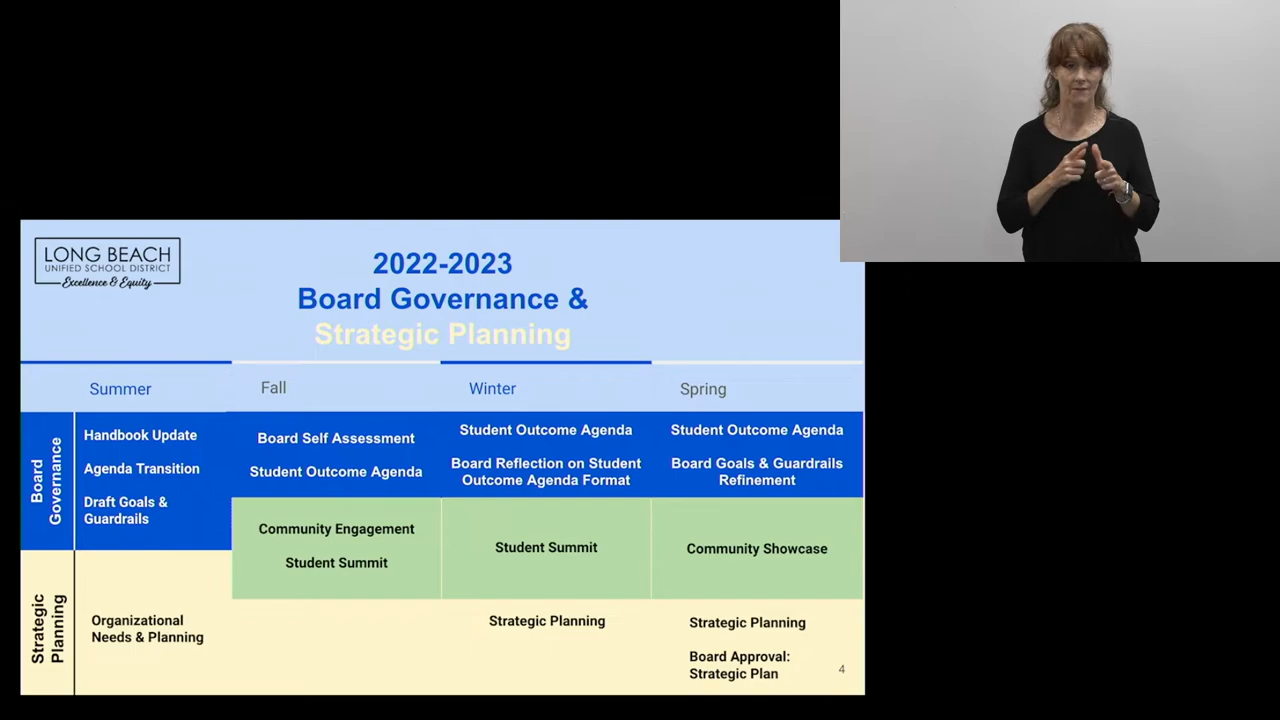 LONG BEACH
UNIFIED SCHOOL DISTRICT
Excellence & Equity
2022-2023
Board Governance &
Strategic Planning
Summer
Fall
Winter
Spring
Board
Governance
Handbook Update
Agenda Transition
Draft Goals &
Guardrails
Board Self Assessment
Student Outcome Agenda
Student Outcome Agenda
Board Reflection on Student
Outcome Agenda Format
Student Outcome Agenda
Board Goals & Guardrails
Refinement
Community Engagement
Student Summit
Student Summit
Community Showcase
Strategic
Planning
Organizational
Needs & Planning
Strategic Planning
Strategic Planning
Board Approval:
Strategic Plan
4